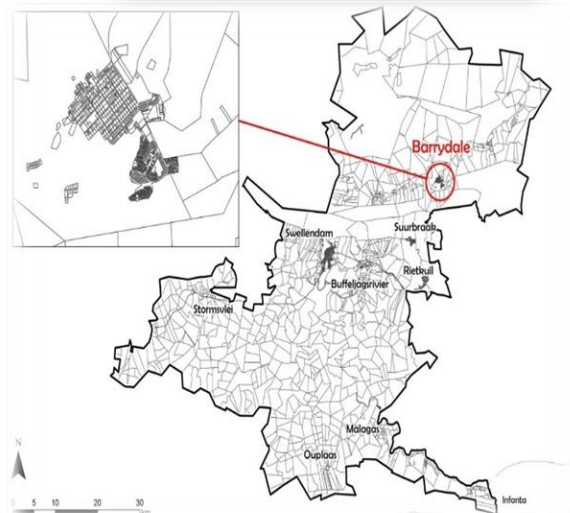 Barrydale
Swellendam
Suurbraak
Rietkuil
Buffeljagsrivier
Stormsvlei
Malagas
Ouplaas
Infanta
N
0 5 10 20 30